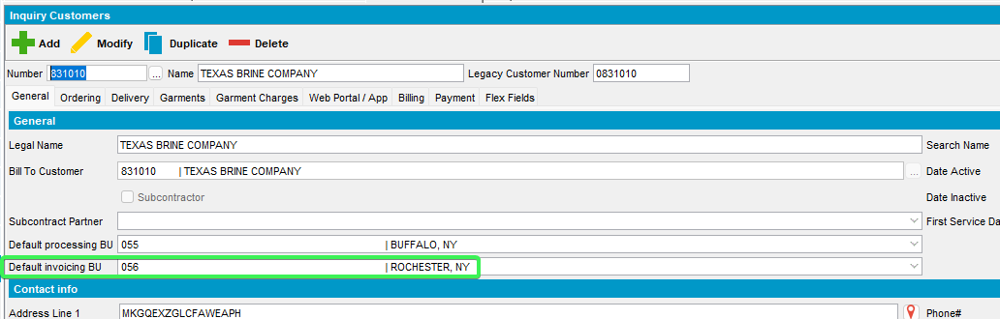 Inquiry Customers
Add Modify Duplicate Delete
Number 831010 ... Name TEXAS BRINE COMPANY Legacy Customer Number 0831010
General Ordering Delivery Garments Garment Charges Web Portal / App Billing Payment Flex Fields
General
Legal Name TEXAS BRINE COMPANY Search Name
Bill To Customer 831010 | TEXAS BRINE COMPANY ... Date Active
Subcontractor Date Inactive
Subcontract Partner First Service Da
Default processing BU 055 | BUFFALO, NY
Default invoicing BU 056 | ROCHESTER, NY
Contact info
Address Line 1 MKGQEXZGLCFAWEAPH Phone#